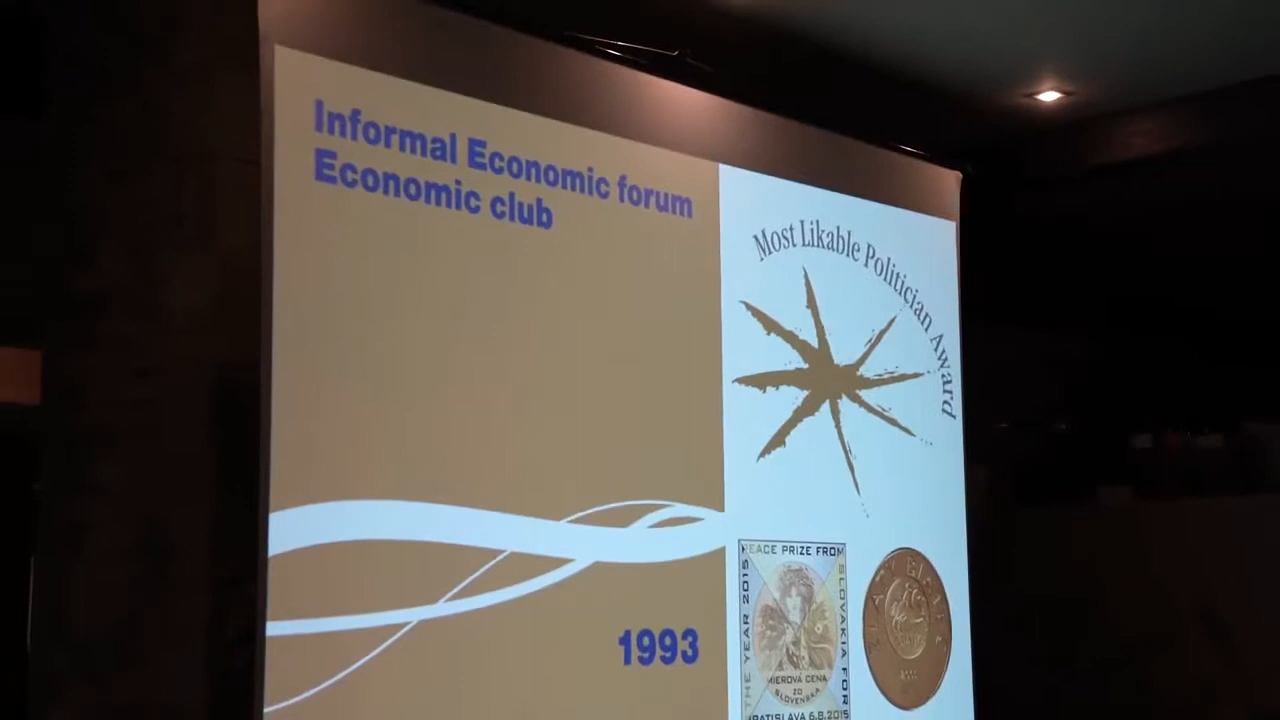 Informal Economic forum
Economic club
1993
Most Likable Politician Award
PEACE PRIZE FROM
SLOVAKIA FOR
THE YEAR 2015
MIEROVÁ CENA
ZO
SLOVENSKA
BRATISLAVA 6.8.2015